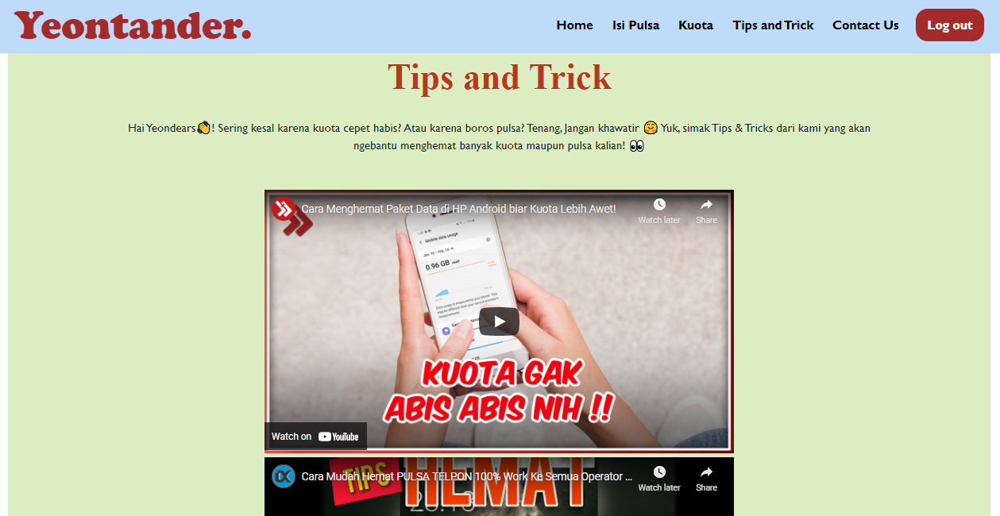 Yeontander.
Home Isi Pulsa Kuota Tips and Trick Contact Us Log out
Tips and Trick
Hai Yeondears👏! Sering kesal karena kuota cepet habis? Atau karena boros pulsa? Tenang, Jangan khawatir 🤗 Yuk, simak Tips & Tricks dari kami yang akan
ngebantu menghemat banyak kuota maupun pulsa kalian! 👀
Cara Menghemat Paket Data di HP Android biar Kuota Lebih Awet!
Watch later Share
Mobile data usage
0.96 GB used
KUOTA GAK
ABIS ABIS NIH !!
Watch on YouTube
TIPS HEMAT
Cara Mudah Hemat PULSA TELPON 100% Work Ke Semua Operator ...
Watch later Share